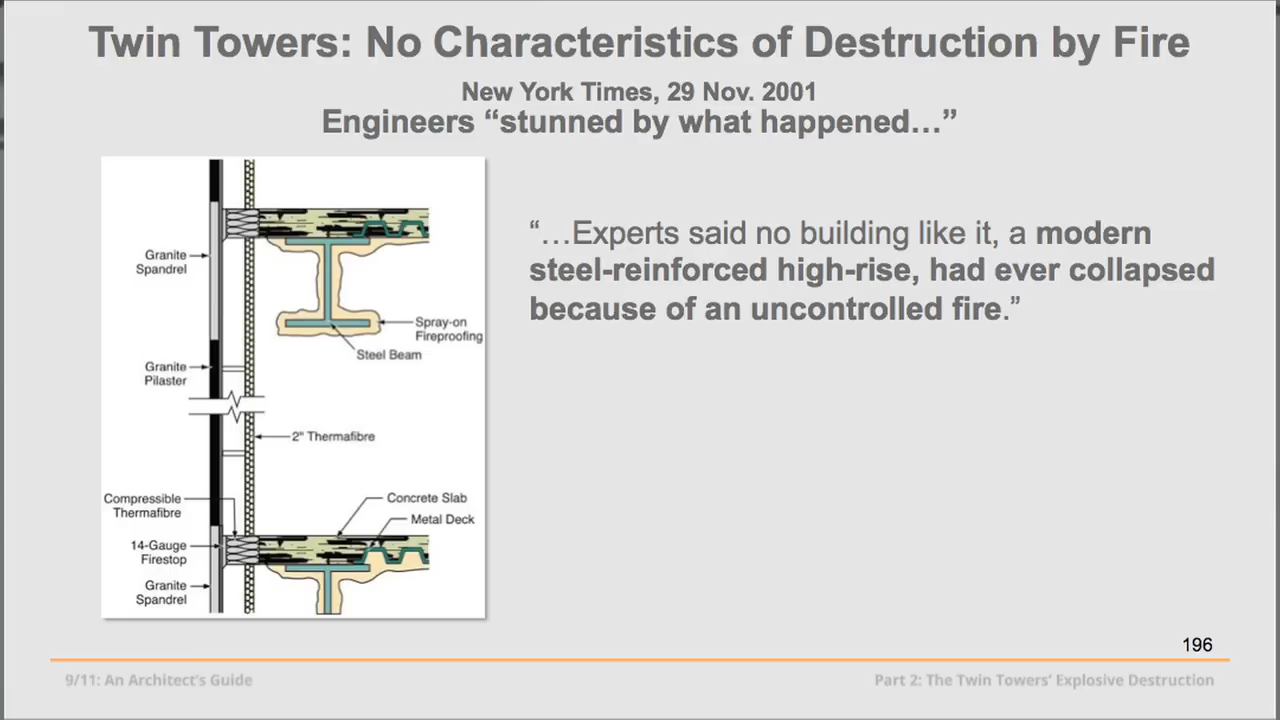 Twin Towers: No Characteristics of Destruction by Fire
New York Times, 29 Nov. 2001
Engineers “stunned by what happened…”
“…Experts said no building like it, a modern
steel-reinforced high-rise, had ever collapsed
because of an uncontrolled fire.”
Granite
Spandrel
Spray-on
Fireproofing
Steel Beam
Granite
Pilaster
2" Thermafibre
Compressible
Thermafibre
Concrete Slab
Metal Deck
14-Gauge
Firestop
Granite
Spandrel
196
9/11: An Architect's Guide
Part 2: The Twin Towers' Explosive Destruction